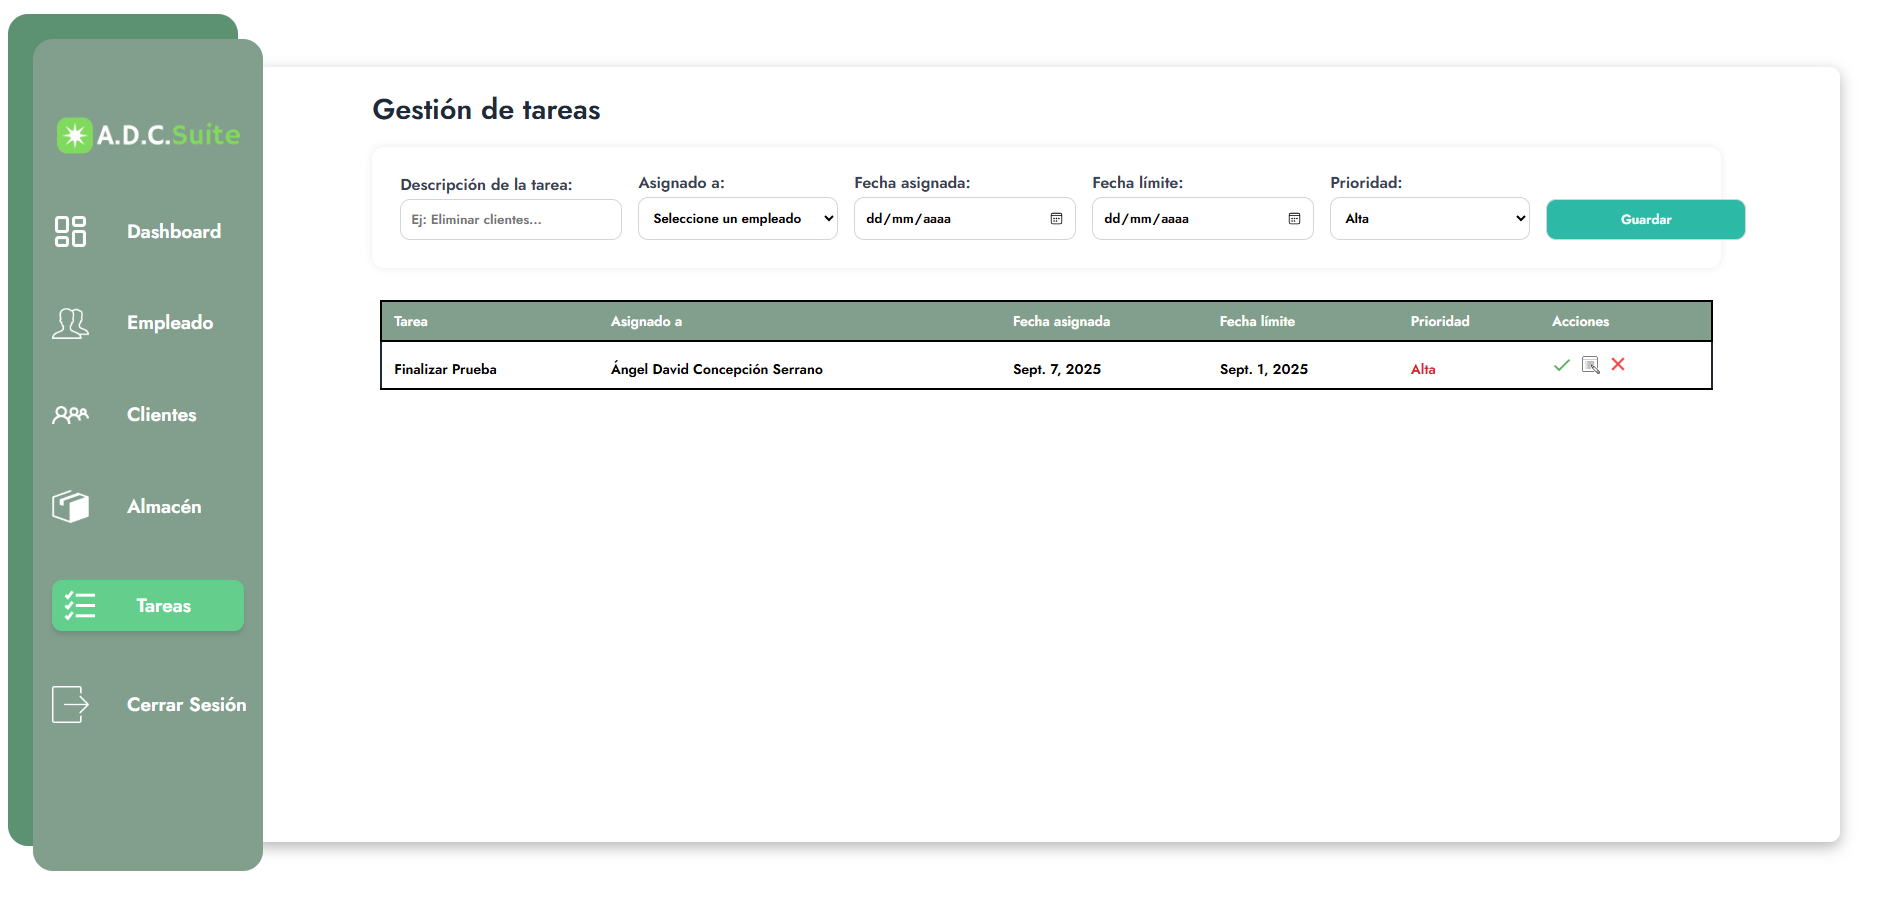 A.D.C.Suite
Dashboard
Empleado
Clientes
Almacén
Tareas
Cerrar Sesión
Gestión de tareas
Descripción de la tarea:
Ej: Eliminar clientes...
Asignado a:
Seleccione un empleado
Fecha asignada:
dd/mm/aaaa
Fecha límite:
dd/mm/aaaa
Prioridad:
Alta
Guardar
Tarea Asignado a Fecha asignada Fecha límite Prioridad Acciones
Finalizar Prueba Ángel David Concepción Serrano Sept. 7, 2025 Sept. 1, 2025 Alta